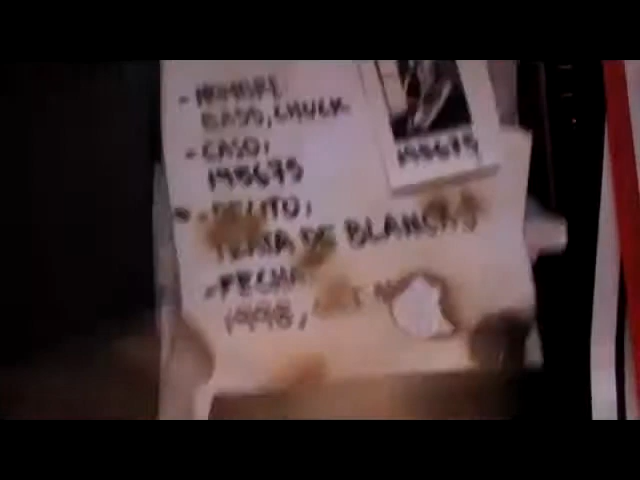 - NOMBRE
BASS, CHUCK
- CASO:
195675
- DELITO:
TRATA DE BLANCAS
- FECHA
1998,
195675